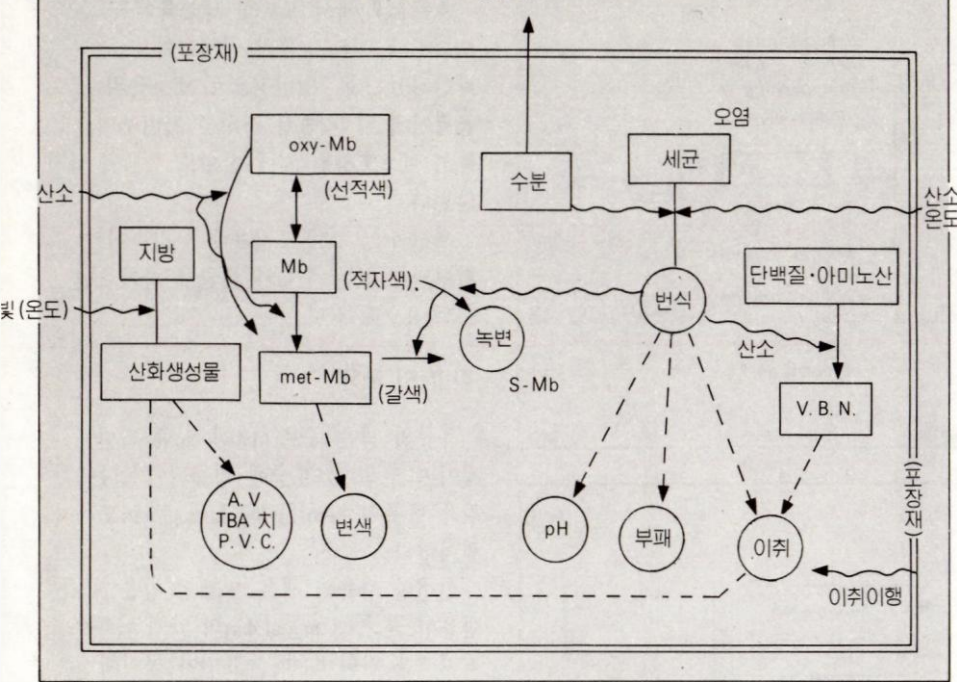 (포장재)
오염
oxy-Mb
(선적색)
수분
세균
산소
산소
온도
지방
Mb
(적자색).
번식
단백질·아미노산
빛 (온도)
녹변
산소
산화생성물
met-Mb
(갈색)
S-Mb
V.B.N.
A.V
TBA 치
P.V.C.
변색
pH
부패
이취
(포장재)
이취이행